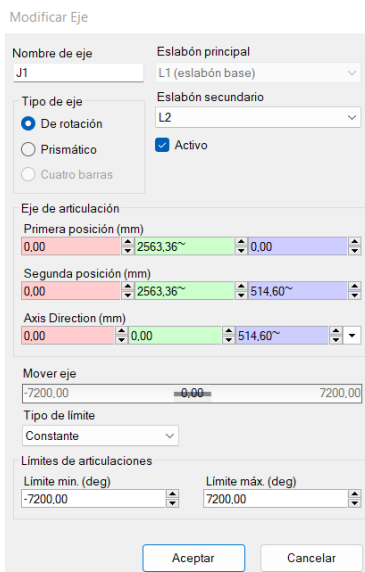 Modificar Eje
Nombre de eje
Eslabón principal
J1
L1 (eslabón base)
Tipo de eje
Eslabón secundario
De rotación
L2
Prismático
Activo
Cuatro barras
Eje de articulación
Primera posición (mm)
0,00 2563,36~ 0,00
Segunda posición (mm)
0,00 2563,36~ 514,60~
Axis Direction (mm)
0,00 0,00 514,60~
Mover eje
-7200,00 0,00 7200,00
Tipo de límite
Constante
Límites de articulaciones
Límite min. (deg) Límite máx. (deg)
-7200,00 7200,00
Aceptar Cancelar